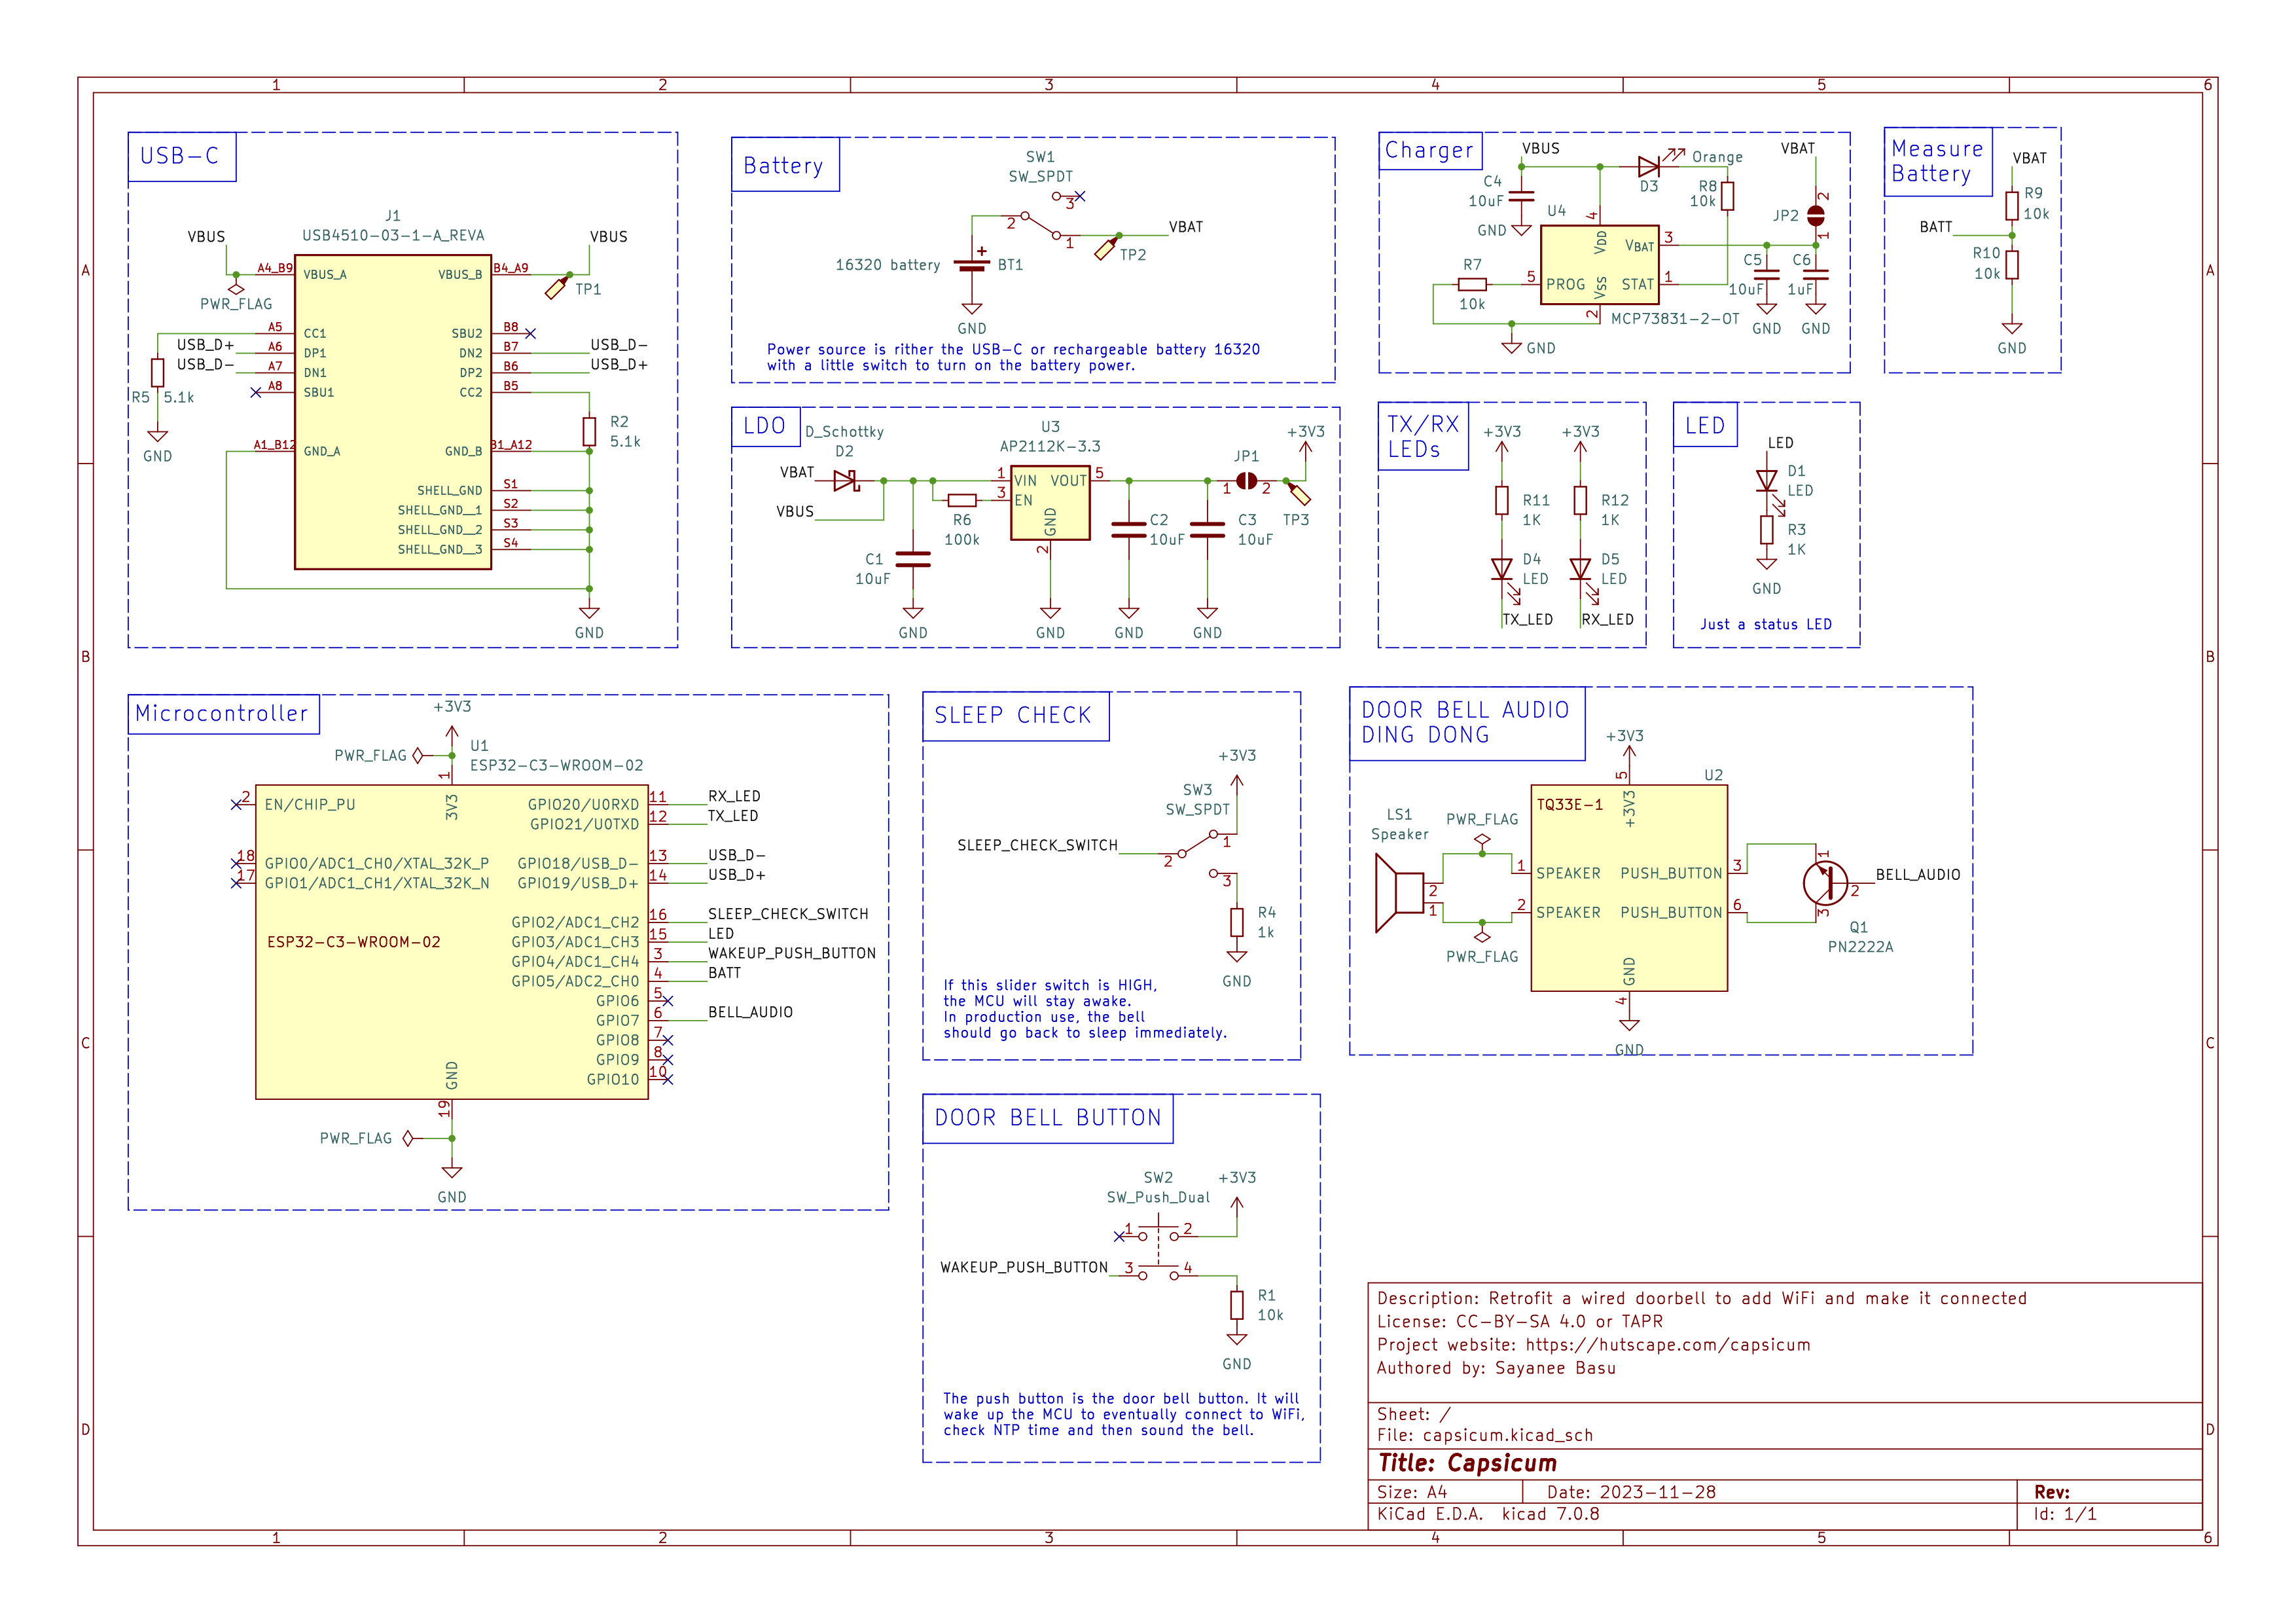 1 2 3 4 5 6
A
B
C
D
USB-C
J1
USB4510-03-1-A_REVA
VBUS
VBUS
A4_B9 VBUS_A VBUS_B B4_A9
TP1
PWR_FLAG
A5 CC1 SBU2 B8
USB_D+ A6 DP1 DN2 B7 USB_D-
USB_D- A7 DN1 DP2 B6 USB_D+
A8 SBU1 CC2 B5
R5 5.1k
R2
5.1k
GND
A1_B12 GND_A GND_B B1_A12
SHELL_GND S1
SHELL_GND__1 S2
SHELL_GND__2 S3
SHELL_GND__3 S4
GND
Battery
SW1
SW_SPDT
3
2
1
VBAT
TP2
16320 battery
+
BT1
GND
Power source is rither the USB-C or rechargeable battery 16320
with a little switch to turn on the battery power.
Charger
VBUS
Orange
VBAT
D3
C4
10uF
GND
U4
R8
10k
JP2
2
1
4
VDD
VBAT 3
C5
10uF
C6
1uF
R7
10k
5 PROG
VSS
STAT 1
2
MCP73831-2-OT
GND
GND
GND
Measure
Battery
VBAT
R9
10k
BATT
R10
10k
GND
LDO
D_Schottky
D2
U3
AP2112K-3.3
+3V3
VBAT
VBUS
1 VIN VOUT 5
3 EN
GND
2
JP1
1 2
TP3
R6
100k
C1
10uF
C2
10uF
C3
10uF
GND
GND
GND
GND
TX/RX
LEDs
+3V3
+3V3
R11
1K
R12
1K
D4
LED
D5
LED
TX_LED
RX_LED
LED
LED
D1
LED
R3
1K
GND
Just a status LED
Microcontroller
+3V3
PWR_FLAG
U1
ESP32-C3-WROOM-02
1
3V3
2 EN/CHIP_PU
18 GPIO0/ADC1_CH0/XTAL_32K_P
17 GPIO1/ADC1_CH1/XTAL_32K_N
ESP32-C3-WROOM-02
GPIO20/U0RXD 11 RX_LED
GPIO21/U0TXD 12 TX_LED
GPIO18/USB_D- 13 USB_D-
GPIO19/USB_D+ 14 USB_D+
GPIO2/ADC1_CH2 16 SLEEP_CHECK_SWITCH
GPIO3/ADC1_CH3 15 LED
GPIO4/ADC1_CH4 3 WAKEUP_PUSH_BUTTON
GPIO5/ADC2_CH0 4 BATT
GPIO6 5
GPIO7 6 BELL_AUDIO
GPIO8 7
GPIO9 8
GPIO10 10
GND
19
PWR_FLAG
GND
SLEEP CHECK
+3V3
SW3
SW_SPDT
SLEEP_CHECK_SWITCH
1
2
3
R4
1k
GND
If this slider switch is HIGH,
the MCU will stay awake.
In production use, the bell
should go back to sleep immediately.
DOOR BELL AUDIO
DING DONG
+3V3
5
U2
TQ33E-1
+3V3
LS1
Speaker
PWR_FLAG
2
1
1 SPEAKER
2 SPEAKER
PUSH_BUTTON 3
PUSH_BUTTON 6
1
2
3
BELL_AUDIO
Q1
PN2222A
PWR_FLAG
GND
4
GND
DOOR BELL BUTTON
SW2
SW_Push_Dual
+3V3
1 2
WAKEUP_PUSH_BUTTON
3 4
R1
10k
GND
The push button is the door bell button. It will
wake up the MCU to eventually connect to WiFi,
check NTP time and then sound the bell.
Description: Retrofit a wired doorbell to add WiFi and make it connected
License: CC-BY-SA 4.0 or TAPR
Project website: https://hutscape.com/capsicum
Authored by: Sayanee Basu
Sheet: /
File: capsicum.kicad_sch
Title: Capsicum
Size: A4 Date: 2023-11-28 Rev:
KiCad E.D.A. kicad 7.0.8 Id: 1/1
A
B
C
D
1 2 3 4 5 6